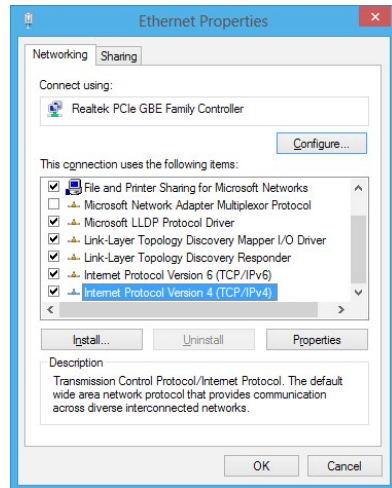 Ethernet Properties
Networking
Sharing
Connect using:
Realtek PCIe GBE Family Controller
Configure...
This connection uses the following items:
File and Printer Sharing for Microsoft Networks
Microsoft Network Adapter Multiplexor Protocol
Microsoft LLDP Protocol Driver
Link-Layer Topology Discovery Mapper I/O Driver
Link-Layer Topology Discovery Responder
Internet Protocol Version 6 (TCP/IPv6)
Internet Protocol Version 4 (TCP/IPv4)
Install...
Uninstall
Properties
Description
Transmission Control Protocol/Internet Protocol. The default
wide area network protocol that provides communication
across diverse interconnected networks.
OK
Cancel